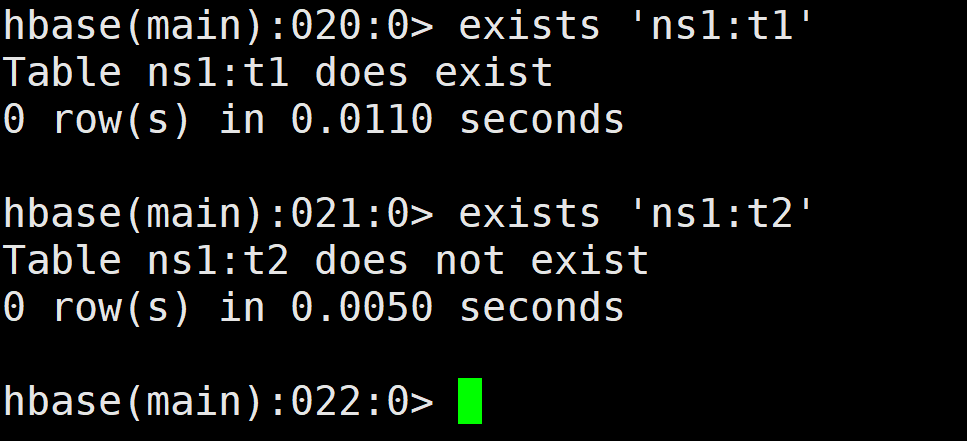 hbase(main):020:0> exists 'ns1:t1'
Table ns1:t1 does exist
0 row(s) in 0.0110 seconds
hbase(main):021:0> exists 'ns1:t2'
Table ns1:t2 does not exist
0 row(s) in 0.0050 seconds
hbase(main):022:0>